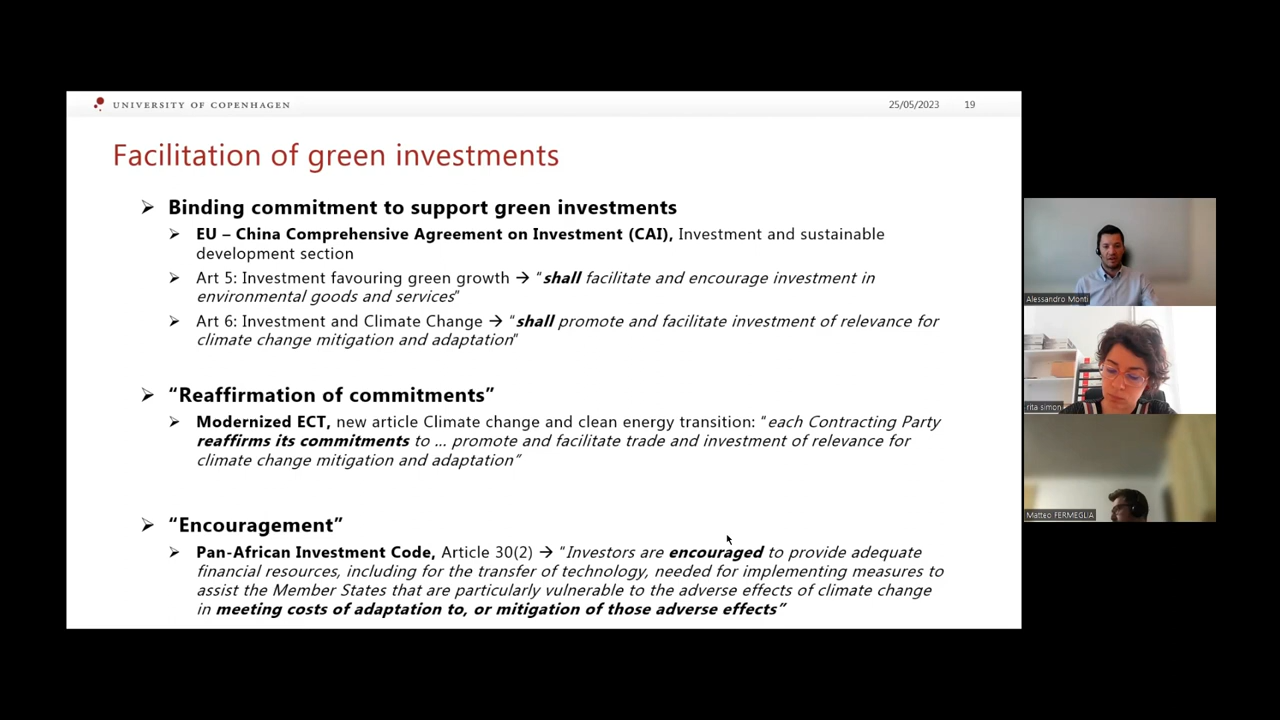 UNIVERSITY OF COPENHAGEN
25/05/2023 19
Facilitation of green investments
➢ Binding commitment to support green investments
➢ EU – China Comprehensive Agreement on Investment (CAI), Investment and sustainable
development section
➢ Art 5: Investment favouring green growth → “shall facilitate and encourage investment in
environmental goods and services”
➢ Art 6: Investment and Climate Change → “shall promote and facilitate investment of relevance for
climate change mitigation and adaptation”
➢ “Reaffirmation of commitments”
➢ Modernized ECT, new article Climate change and clean energy transition: “each Contracting Party
reaffirms its commitments to … promote and facilitate trade and investment of relevance for
climate change mitigation and adaptation”
➢ “Encouragement”
➢ Pan-African Investment Code, Article 30(2) → “Investors are encouraged to provide adequate
financial resources, including for the transfer of technology, needed for implementing measures to
assist the Member States that are particularly vulnerable to the adverse effects of climate change
in meeting costs of adaptation to, or mitigation of those adverse effects”
Alessandro Monti
rita simon
Matteo FERMEGLIA